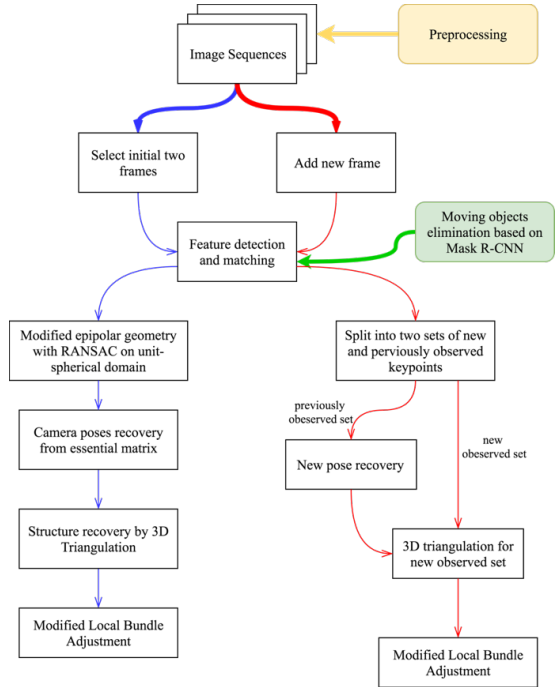 Preprocessing
Image Sequences
Select initial two
frames
Add new frame
Moving objects
elimination based on
Mask R-CNN
Feature detection
and matching
Modified epipolar geometry
with RANSAC on unit-
spherical domain
Split into two sets of new
and perviously observed
keypoints
previously
obeserved set
new
obeserved set
Camera poses recovery
from essential matrix
New pose recovery
Structure recovery by 3D
Triangulation
3D triangulation for
new observed set
Modified Local Bundle
Adjustment
Modified Local Bundle
Adjustment